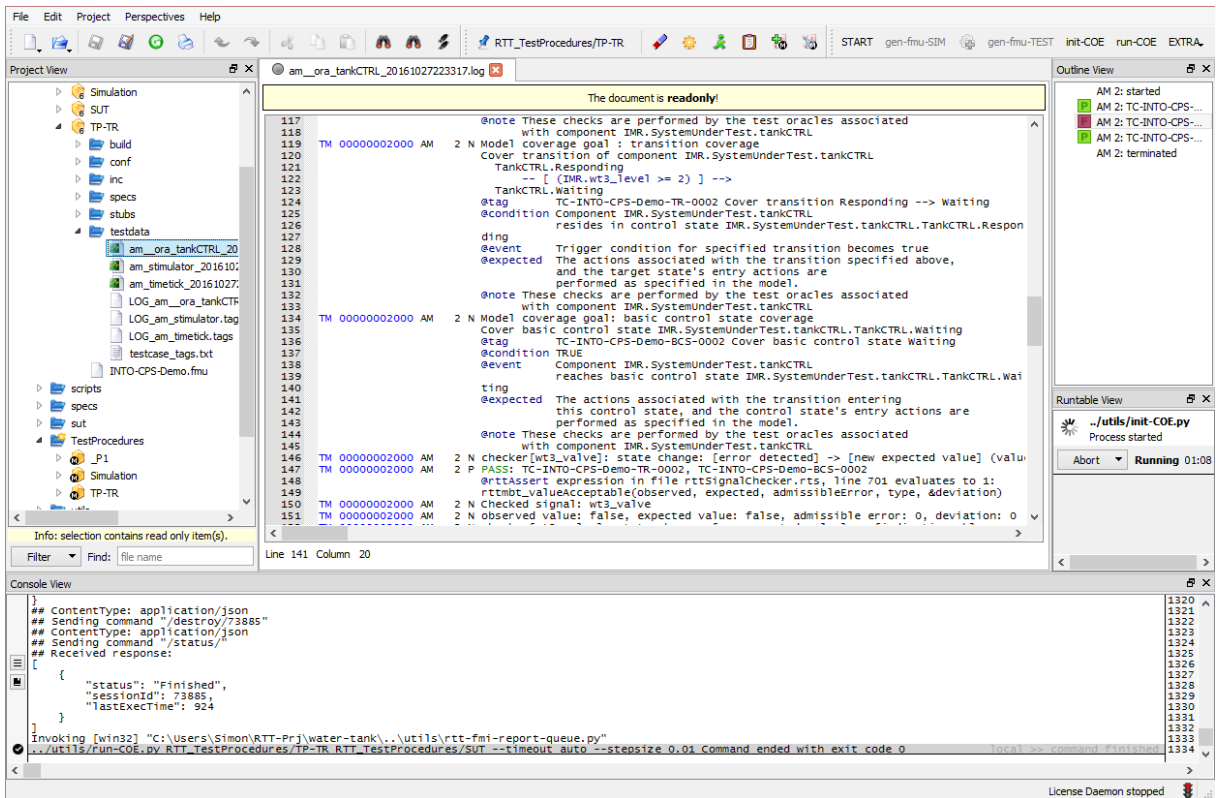 File Edit Project Perspectives Help
RTT_TestProcedures/TP-TR START gen-fmu-SIM gen-fmu-TEST init-COE run-COE EXTRA
Project View
Simulation
SUT
TP-TR
build
conf
inc
specs
stubs
testdata
am__ora_tankCTRL_20
am_stimulator_201610
am_timetick_20161027
LOG_am__ora_tankCTR
LOG_am_stimulator.tag
LOG_am_timetick.tags
testcase_tags.txt
INTO-CPS-Demo.fmu
scripts
specs
sut
TestProcedures
_P1
Simulation
TP-TR
Info: selection contains read only item(s).
Filter Find: file name
am__ora_tankCTRL_20161027223317.log
The document is readonly!
117 @note These checks are performed by the test oracles associated
118 with component IMR.SystemUnderTest.tankCTRL
119 TM 00000002000 AM 2 N Model coverage goal : transition coverage
120 Cover transition of component IMR.SystemUnderTest.tankCTRL
121 TankCTRL.Responding
122 -- [ (IMR.wt3_level >= 2) ] -->
123 TankCTRL.Waiting
124 @tag TC-INTO-CPS-Demo-TR-0002 Cover transition Responding --> Waiting
125 @condition Component IMR.SystemUnderTest.tankCTRL
126 resides in control state IMR.SystemUnderTest.tankCTRL.TankCTRL.Respon
127 ding
128 @event Trigger condition for specified transition becomes true
129 @expected The actions associated with the transition specified above,
130 and the target state's entry actions are
131 performed as specified in the model.
132 @note These checks are performed by the test oracles associated
133 with component IMR.SystemUnderTest.tankCTRL
134 TM 00000002000 AM 2 N Model coverage goal: basic control state coverage
135 Cover basic control state IMR.SystemUnderTest.tankCTRL.TankCTRL.Waiting
136 @tag TC-INTO-CPS-Demo-BCS-0002 Cover basic control state Waiting
137 @condition TRUE
138 @event Component IMR.SystemUnderTest.tankCTRL
139 reaches basic control state IMR.SystemUnderTest.tankCTRL.TankCTRL.Wai
140 ting
141 @expected The actions associated with the transition entering
142 this control state, and the control state's entry actions are
143 performed as specified in the model.
144 @note These checks are performed by the test oracles associated
145 with component IMR.SystemUnderTest.tankCTRL
146 TM 00000002000 AM 2 N checker[wt3_valve]: state change: [error detected] -> [new expected value] (valu
147 TM 00000002000 AM 2 P PASS: TC-INTO-CPS-Demo-TR-0002, TC-INTO-CPS-Demo-BCS-0002
148 @rttAssert expression in file rttSignalChecker.rts, line 701 evaluates to 1:
149 rttmbt_valueAcceptable(observed, expected, admissibleError, type, &deviation)
150 TM 00000002000 AM 2 N Checked signal: wt3_valve
151 TM 00000002000 AM 2 N observed value: false, expected value: false, admissible error: 0, deviation: 0
Line 141 Column 20
Outline View
AM 2: started
P AM 2: TC-INTO-CPS-...
F AM 2: TC-INTO-CPS-...
P AM 2: TC-INTO-CPS-...
AM 2: terminated
Runtable View
../utils/init-COE.py
Process started
Abort Running 01:08
Console View
} 1320
## ContentType: application/json 1321
## Sending command "/destroy/73885" 1322
## ContentType: application/json 1323
## Sending command "/status/" 1324
## Received response: 1325
[ 1326
{ 1327
"status": "Finished", 1328
"sessionId": 73885, 1329
"lastExecTime": 924 1330
} 1331
] 1332
Invoking [win32] "C:\Users\Simon\RTT-Prj\water-tank\..\utils\rtt-fmi-report-queue.py" 1333
../utils/run-COE.py RTT_TestProcedures/TP-TR RTT_TestProcedures/SUT --timeout auto --stepsize 0.01 Command ended with exit code 0 local >> command finished 1334
License Daemon stopped